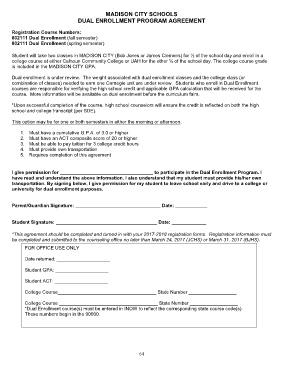 MADISON CITY SCHOOLS
DUAL ENROLLMENT PROGRAM AGREEMENT
Registration Course Numbers:
802111 Dual Enrollment (fall semester)
802111 Dual Enrollment (spring semester)
Student will take two classes in MADISON CITY (Bob Jones or James Clemens) for ½ of the school day and enroll in a
college course at either Calhoun Community College or UAH for the other ½ of the school day. The college course grade
is included in the MADISON CITY GPA.
Dual enrollment is under review. The weight associated with dual enrollment classes and the college class (or
combination of classes) needed to earn one Carnegie unit are under review. Students who enroll in Dual Enrollment
courses are responsible for verifying the high school credit and applicable GPA calculation that will be received for the
course. More information will be available on dual enrollment before the curriculum fairs.
*Upon successful completion of the course, high school counselors will ensure the credit is reflected on both the high
school and college transcript (per SDE).
This option may be for one or both semesters in either the morning or afternoon.
1. Must have a cumulative G.P.A. of 3.0 or higher
2. Must have an ACT composite score of 20 or higher
3. Must be able to pay tuition for 3 college credit hours
4. Must provide own transportation
5. Requires completion of this agreement
I give permission for ____ to participate in the Dual Enrollment Program. I
have read and understand the above information. I also understand that my student must provide his/her own
transportation. By signing below, I give permission for my student to leave school early and drive to a college or
university for dual enrollment purposes.
Parent/Guardian Signature: ____ Date: ____
Student Signature: ____ Date: ____
*This agreement should be completed and turned in with your 2017-2018 registration forms. Registration information must
be completed and submitted to the counseling office no later than March 24, 2017 (JCHS) or March 31, 2017 (BJHS).
FOR OFFICE USE ONLY
Date returned: ____
Student GPA: ____
Student ACT: ____
College Course ____ State Number ____
College Course ____ State Number ____
*Dual Enrollment course(s) must be entered in INOW to reflect the corresponding state course code(s).
These numbers begin in the 90000.